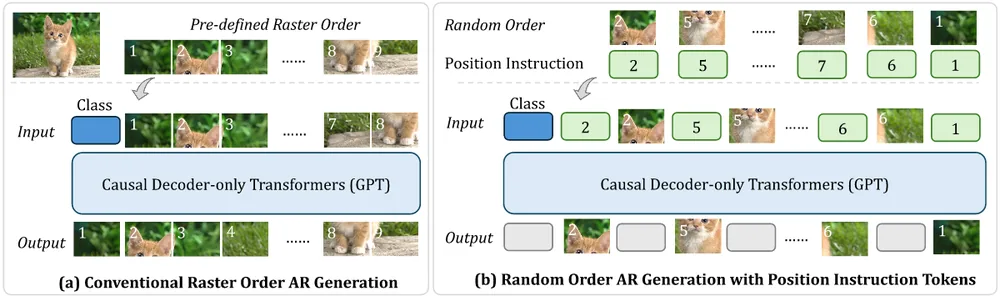 Pre-defined Raster Order
1 2 3 ...... 8 9
Class
Input 1 2 3 ...... 7 8
Causal Decoder-only Transformers (GPT)
Output 1 2 3 4 ...... 8 9
(a) Conventional Raster Order AR Generation
Random Order 2 5 ...... 7 6 1
Position Instruction 2 5 ...... 7 6 1
Class
Input 2 2 5 5 ...... 6 6 1
Causal Decoder-only Transformers (GPT)
Output 2 5 ...... 6 1
(b) Random Order AR Generation with Position Instruction Tokens